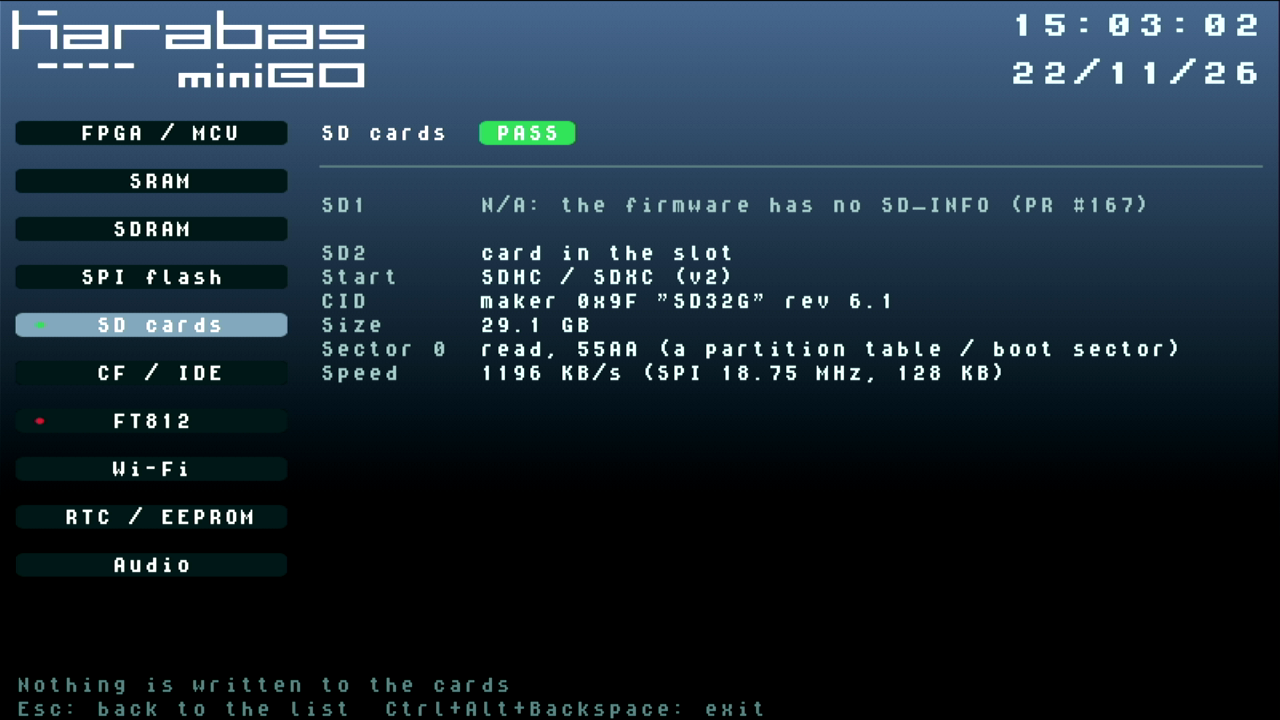 karabas
miniGO
15:03:02
22/11/26
FPGA / MCU
SRAM
SDRAM
SPI flash
SD cards
CF / IDE
FT812
Wi-Fi
RTC / EEPROM
Audio
SD cards PASS
SD1 N/A: the firmware has no SD_INFO (PR #167)
SD2 card in the slot
Start SDHC / SDXC (v2)
CID maker 0x9F "SD32G" rev 6.1
Size 29.1 GB
Sector 0 read, 55AA (a partition table / boot sector)
Speed 1196 KB/s (SPI 18.75 MHz, 128 KB)
Nothing is written to the cards
Esc: back to the list Ctrl+Alt+Backspace: exit